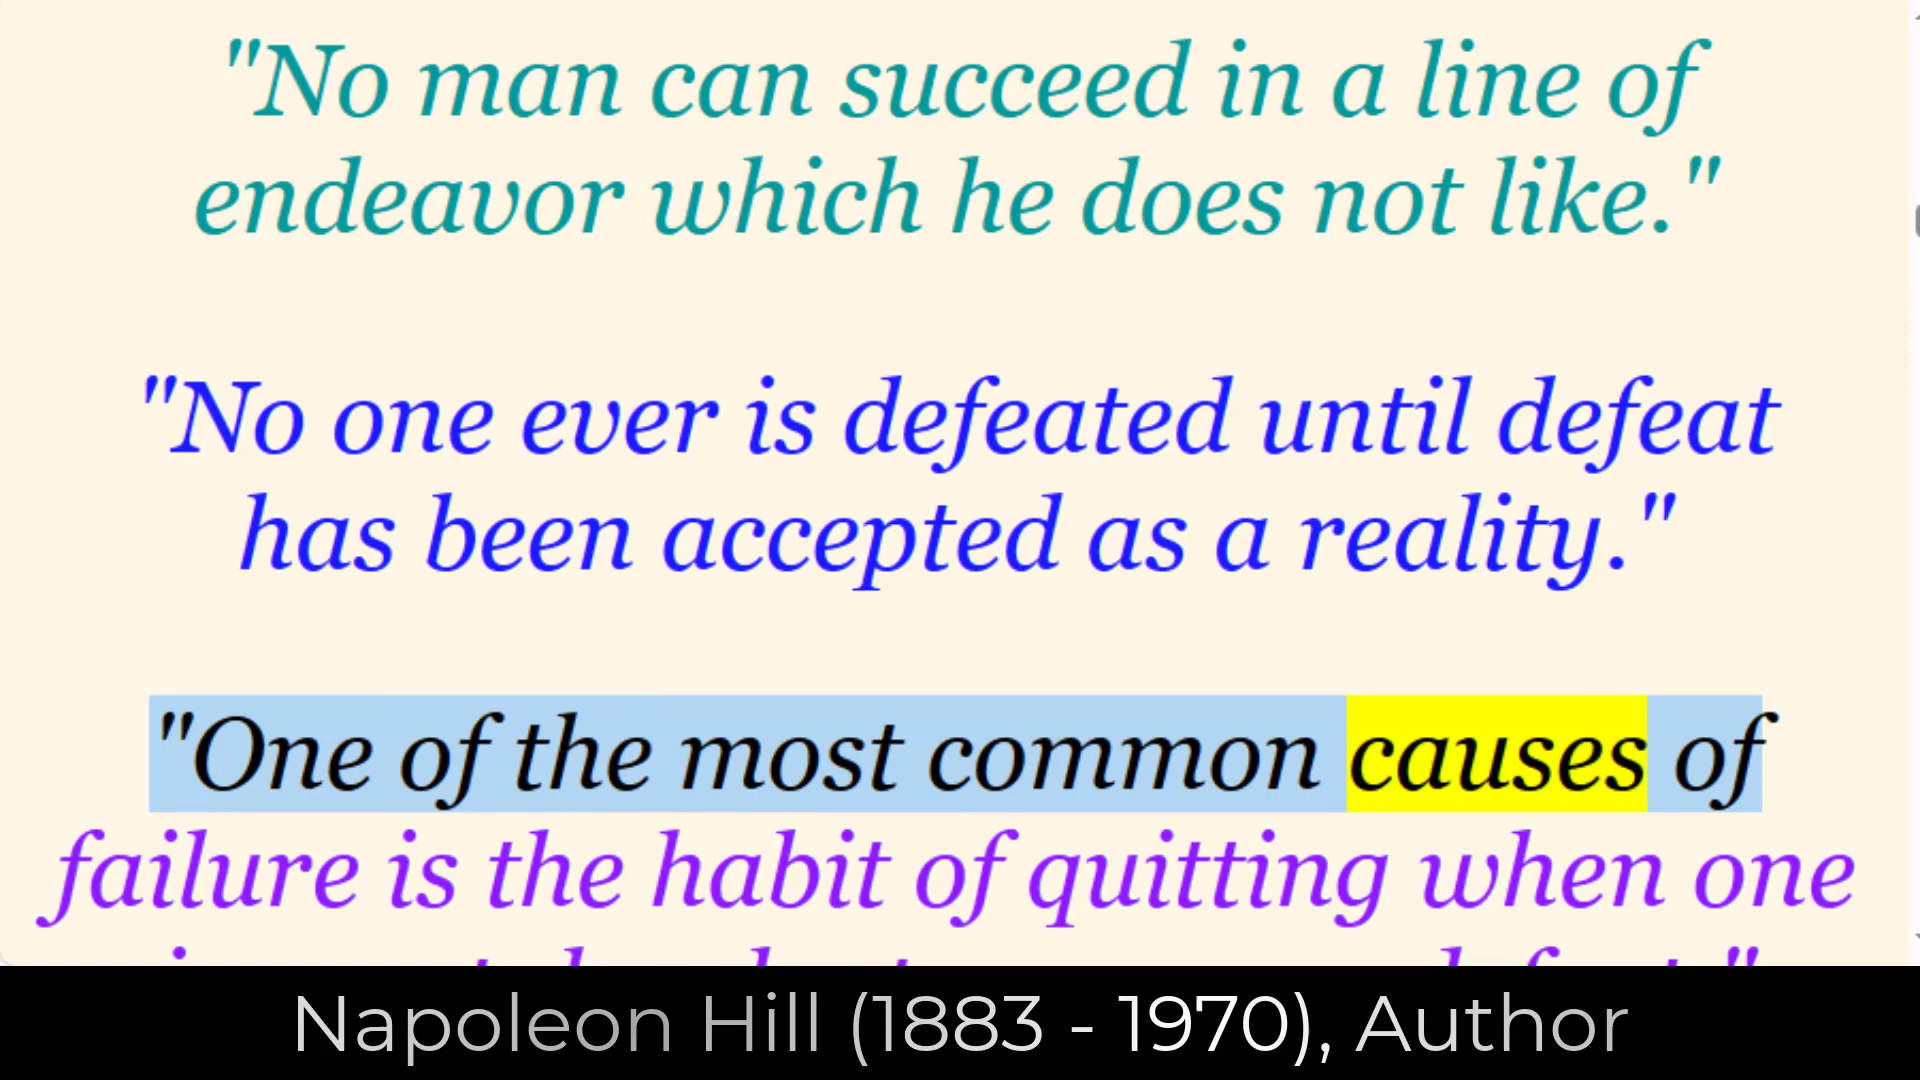 "No man can succeed in a line of
endeavor which he does not like."
"No one ever is defeated until defeat
has been accepted as a reality."
"One of the most common causes of
failure is the habit of quitting when one
Napoleon Hill (1883 - 1970), Author